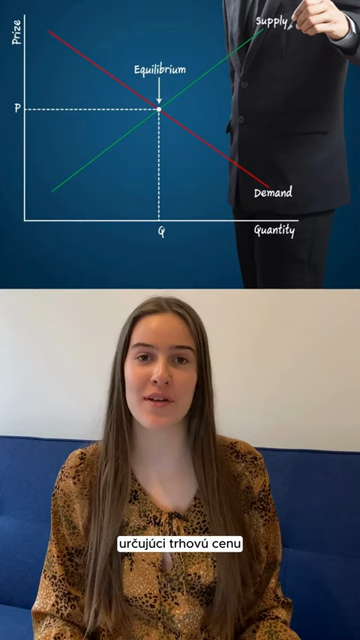 Prize
Supply
Equilibrium
P
Demand
Q
Quantity
určujúci trhovú cenu